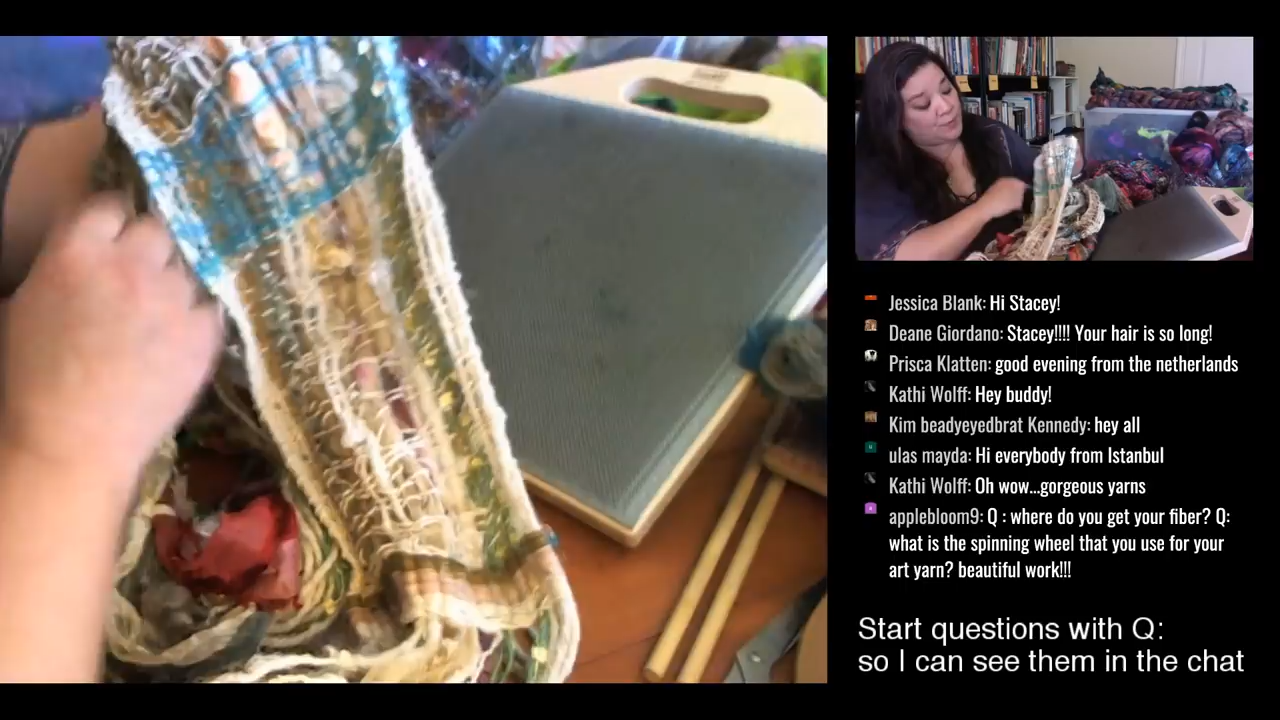 Jessica Blank: Hi Stacey!
Deane Giordano: Stacey!!!! Your hair is so long!
Prisca Klatten: good evening from the netherlands
Kathi Wolff: Hey buddy!
Kim beadyeyedbrat Kennedy: hey all
ulas mayda: Hi everybody from Istanbul
Kathi Wolff: Oh wow...gorgeous yarns
applebloom9: Q : where do you get your fiber? Q:
what is the spinning wheel that you use for your
art yarn? beautiful work!!!
Start questions with Q:
so I can see them in the chat